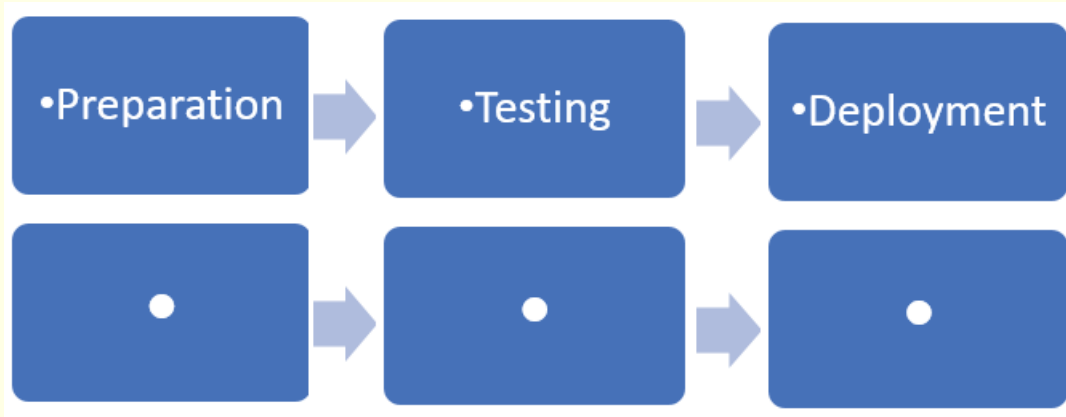 •Preparation
•Testing
•Deployment
•
•
•